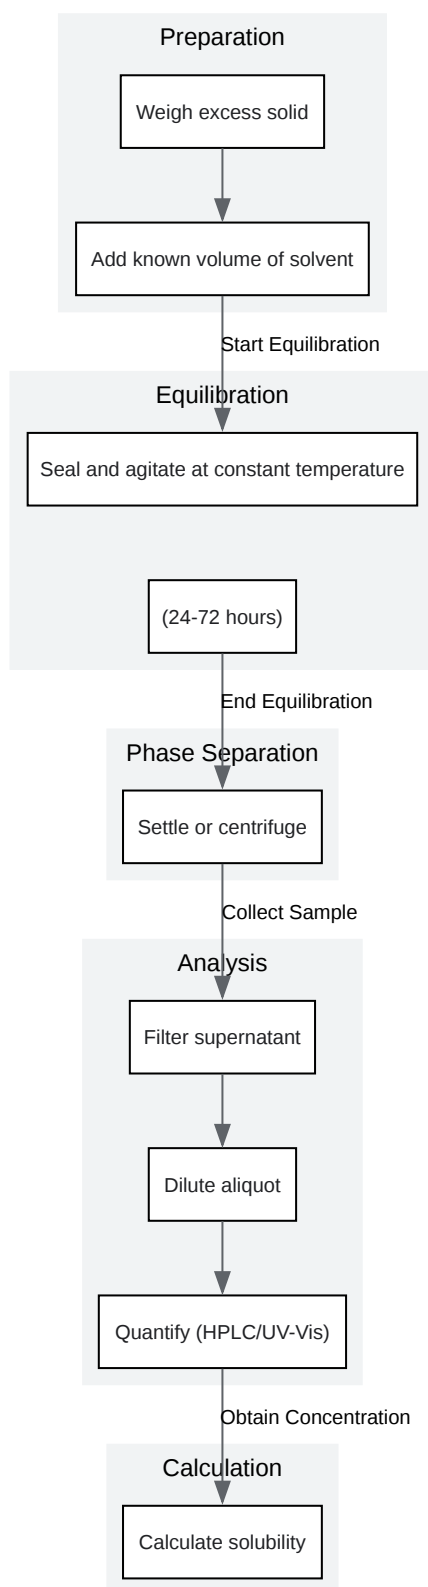 Preparation
Weigh excess solid
Add known volume of solvent
Start Equilibration
Equilibration
Seal and agitate at constant temperature
(24-72 hours)
End Equilibration
Phase Separation
Settle or centrifuge
Collect Sample
Analysis
Filter supernatant
Dilute aliquot
Quantify (HPLC/UV-Vis)
Obtain Concentration
Calculation
Calculate solubility